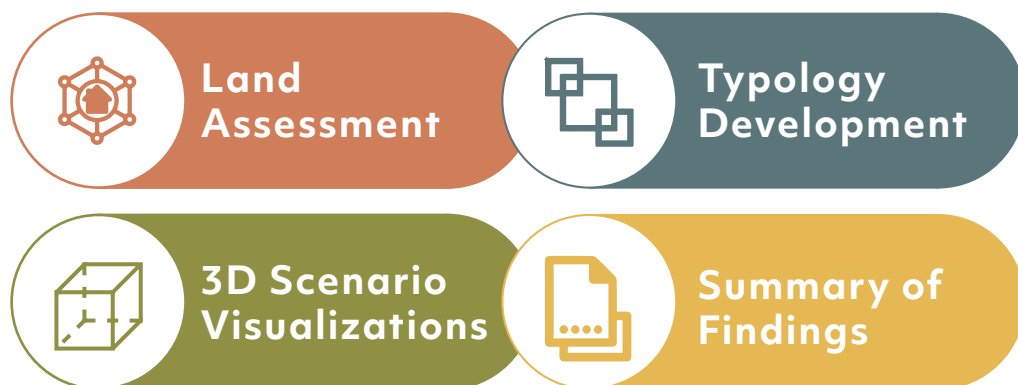 Land
Assessment
Typology
Development
3D Scenario
Visualizations
Summary of
Findings